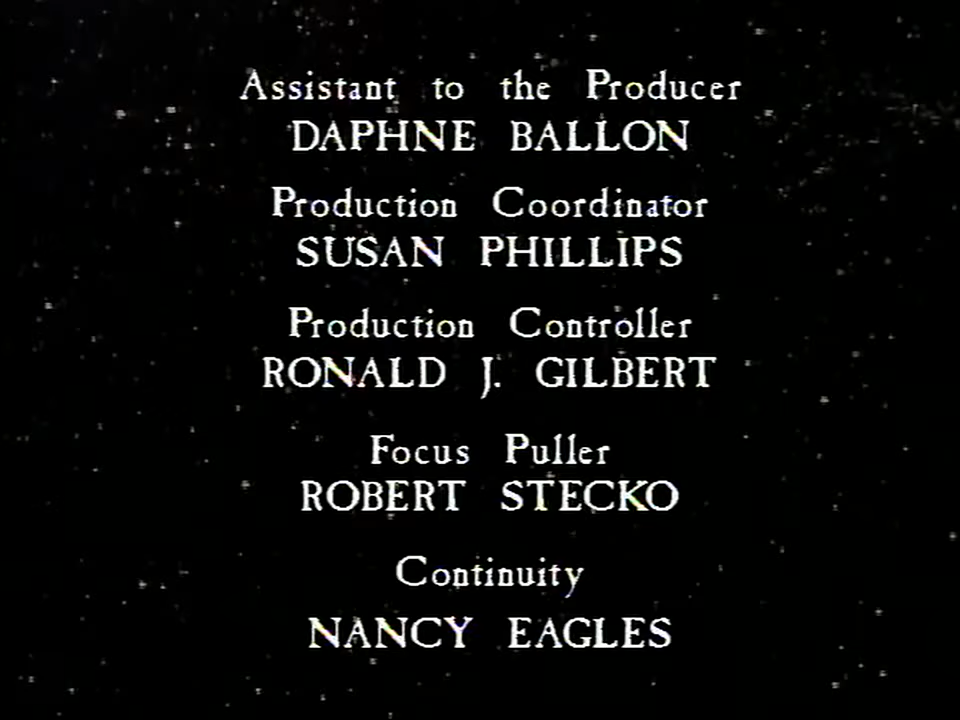 Assistant to the Producer
DAPHNE BALLON
Production Coordinator
SUSAN PHILLIPS
Production Controller
RONALD J. GILBERT
Focus Puller
ROBERT STECKO
Continuity
NANCY EAGLES